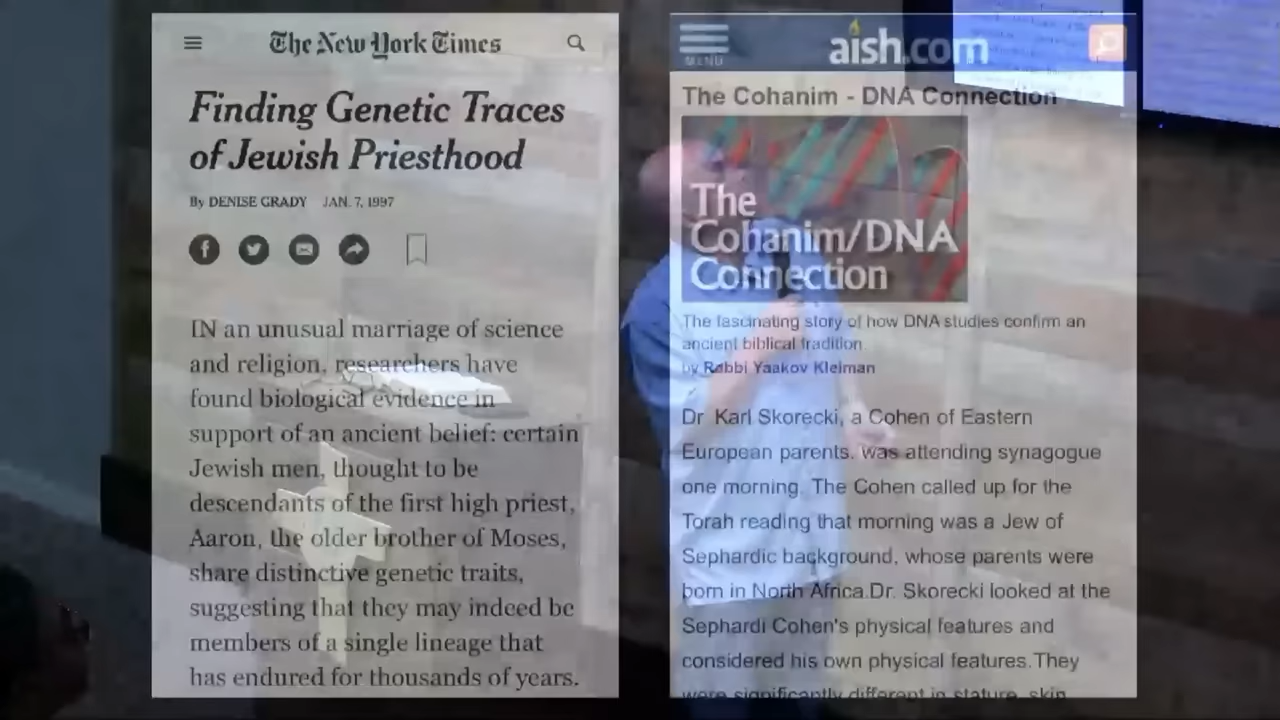 The New York Times
Finding Genetic Traces
of Jewish Priesthood
By DENISE GRADY JAN. 7, 1997
IN an unusual marriage of science
and religion, researchers have
found biological evidence in
support of an ancient belief: certain
Jewish men, thought to be
descendants of the first high priest,
Aaron, the older brother of Moses,
share distinctive genetic traits,
suggesting that they may indeed be
members of a single lineage that
has endured for thousands of years.
MENU
aish.com
The Cohanim - DNA Connection
The
Cohanim/DNA
Connection
The fascinating story of how DNA studies confirm an
ancient biblical tradition.
by Rabbi Yaakov Kleiman
Dr. Karl Skorecki, a Cohen of Eastern
European parents, was attending synagogue
one morning. The Cohen called up for the
Torah reading that morning was a Jew of
Sephardic background, whose parents were
born in North Africa.Dr. Skorecki looked at the
Sephardi Cohen's physical features and
considered his own physical features.They
were significantly different in stature, skin